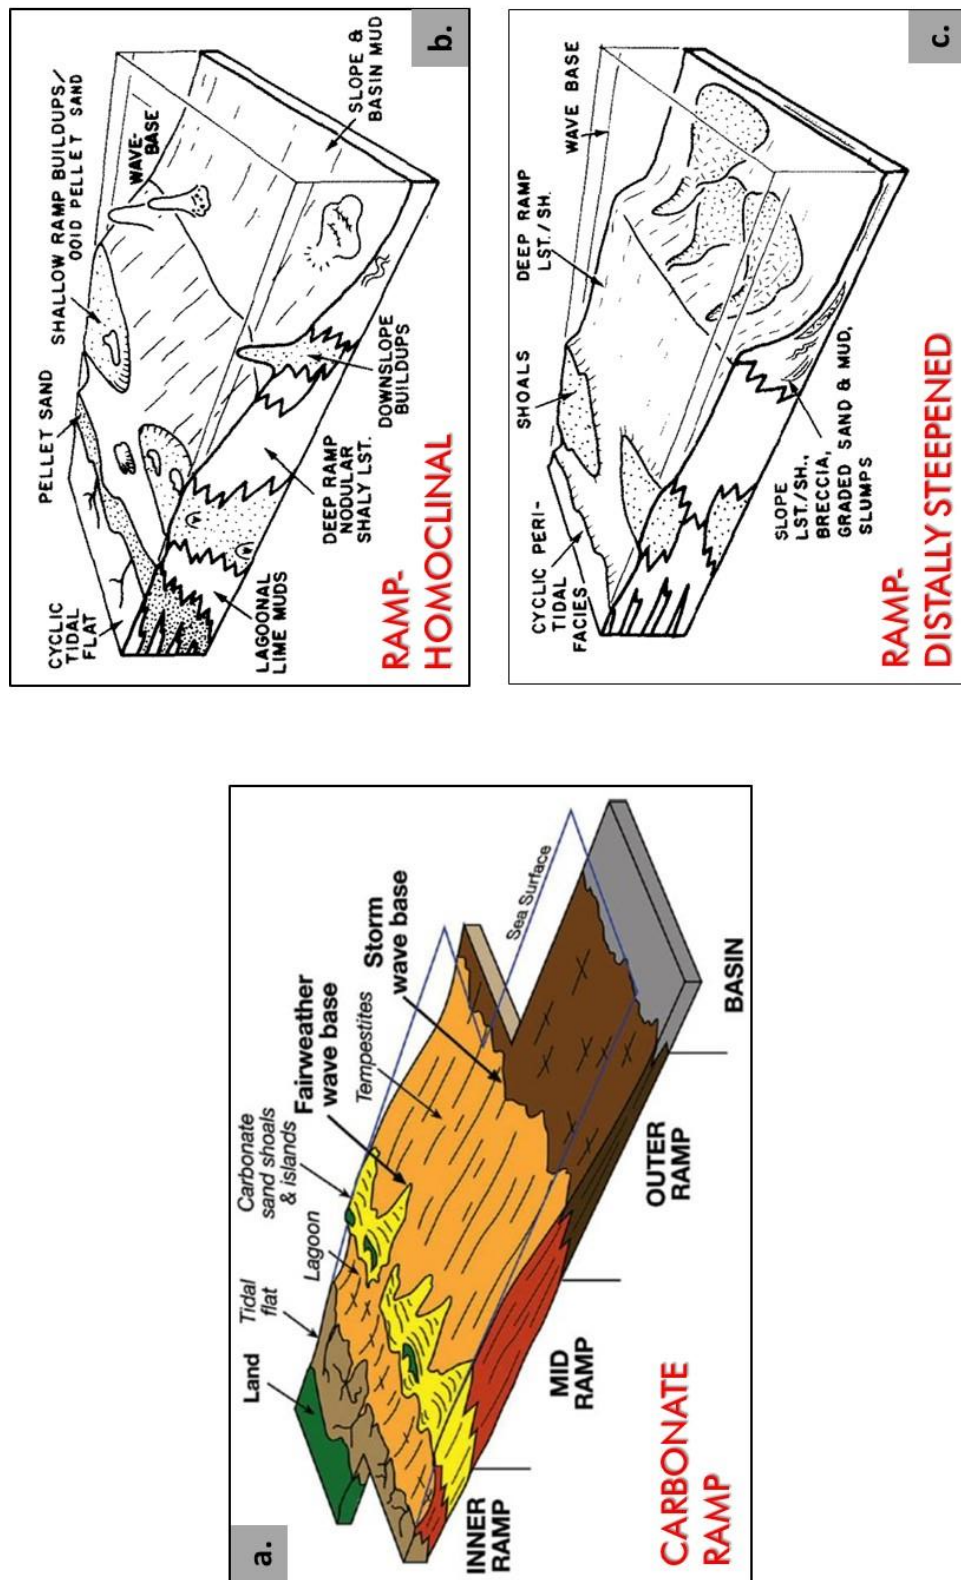 a.
Land
Tidal
flat
Lagoon
Carbonate
sand shoals
& islands
Fairweather
wave base
Tempestites
Storm
wave base
Sea Surface
INNER
RAMP
MID
RAMP
OUTER
RAMP
BASIN
CARBONATE
RAMP
b.
CYCLIC
TIDAL
FLAT
PELLET SAND
SHALLOW RAMP BUILDUPS/
OOID PELLET SAND
WAVE-
BASE
SLOPE &
BASIN MUD
LAGOONAL
LIME MUDS
DEEP RAMP
NODULAR
SHALY LST.
DOWNSLOPE
BUILDUPS
RAMP-
HOMOCLINAL
c.
CYCLIC PERI-
TIDAL
FACIES
SHOALS
DEEP RAMP
LST./SH.
WAVE BASE
SLOPE
LST./SH.,
BRECCIA,
GRADED SAND & MUD,
SLUMPS
RAMP-
DISTALLY STEEPENED